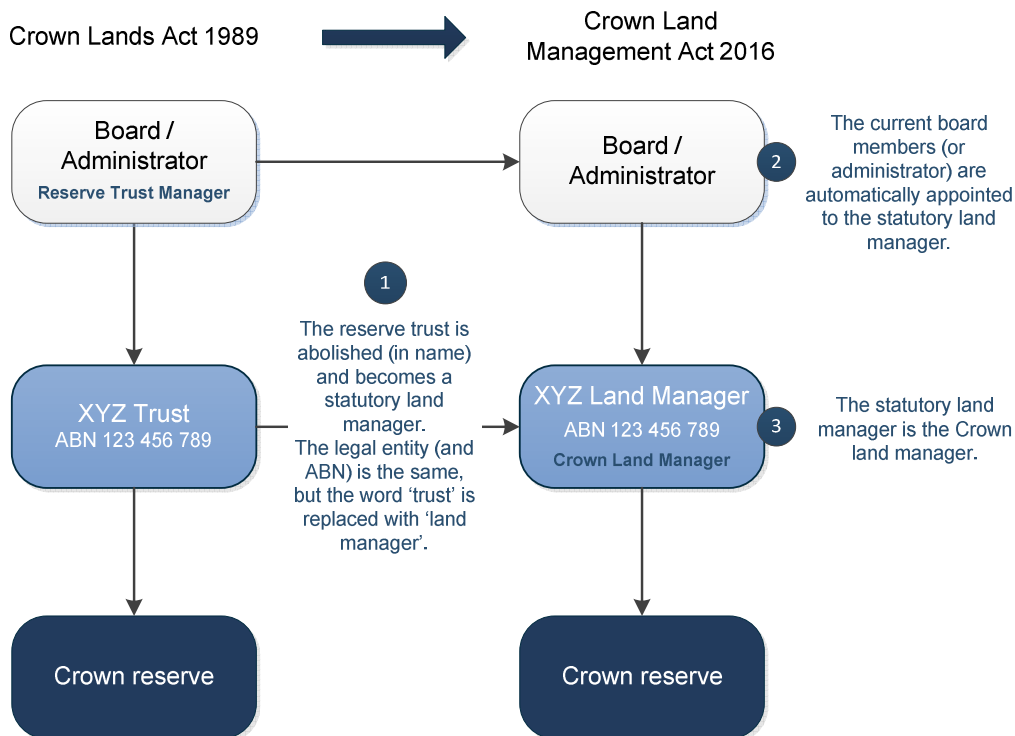 Crown Lands Act 1989
Crown Land
Management Act 2016
Board /
Administrator
Reserve Trust Manager
Board /
Administrator
2
The current board
members (or
administrator) are
automatically appointed
to the statutory land
manager.
1
The reserve trust is
abolished (in name)
and becomes a
statutory land
manager.
The legal entity (and
ABN) is the same,
but the word ‘trust’ is
replaced with ‘land
manager’.
XYZ Trust
ABN 123 456 789
XYZ Land Manager
ABN 123 456 789
Crown Land Manager
3
The statutory land
manager is the Crown
land manager.
Crown reserve
Crown reserve